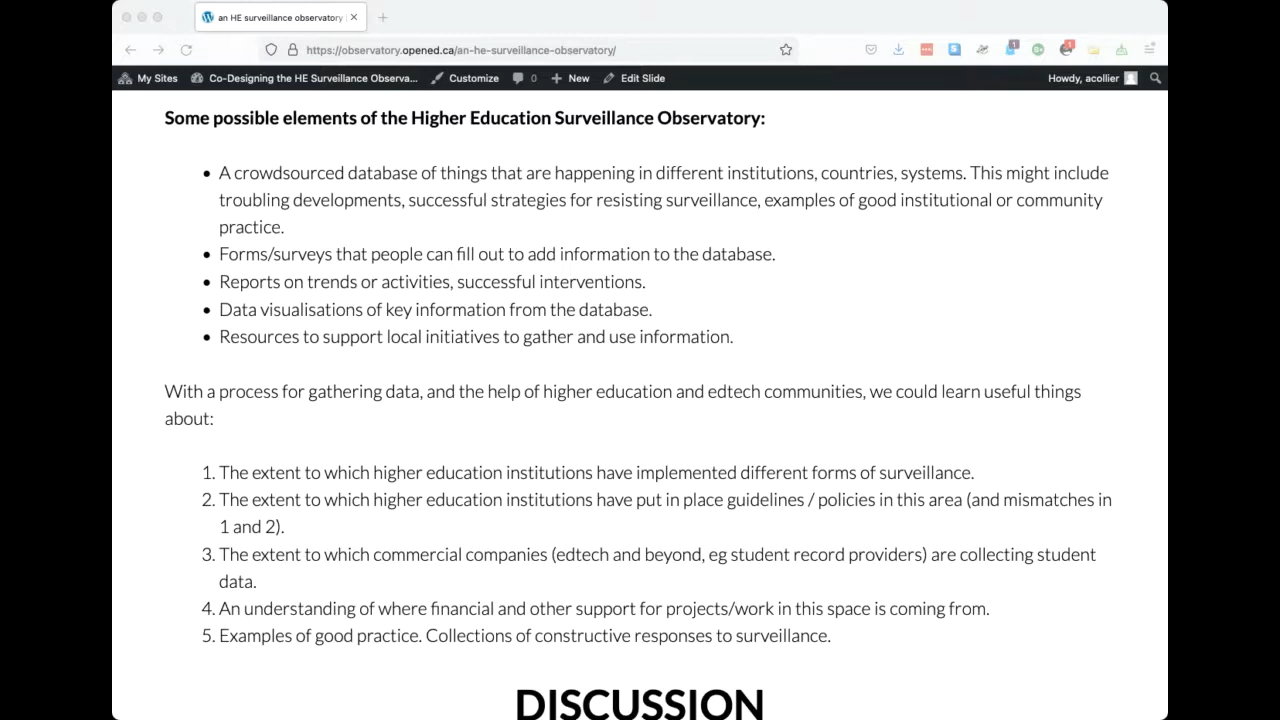 an HE surveillance observatory
https://observatory.opened.ca/an-he-surveillance-observatory/
My Sites Co-Designing the HE Surveillance Observa... Customize 0 New Edit Slide Howdy, acollier
Some possible elements of the Higher Education Surveillance Observatory:
• A crowdsourced database of things that are happening in different institutions, countries, systems. This might include
troubling developments, successful strategies for resisting surveillance, examples of good institutional or community
practice.
• Forms/surveys that people can fill out to add information to the database.
• Reports on trends or activities, successful interventions.
• Data visualisations of key information from the database.
• Resources to support local initiatives to gather and use information.
With a process for gathering data, and the help of higher education and edtech communities, we could learn useful things
about:
1. The extent to which higher education institutions have implemented different forms of surveillance.
2. The extent to which higher education institutions have put in place guidelines / policies in this area (and mismatches in
1 and 2).
3. The extent to which commercial companies (edtech and beyond, eg student record providers) are collecting student
data.
4. An understanding of where financial and other support for projects/work in this space is coming from.
5. Examples of good practice. Collections of constructive responses to surveillance.
DISCUSSION